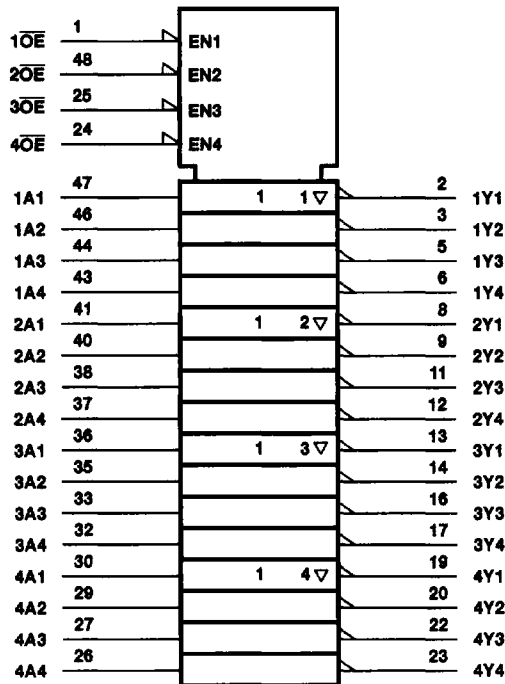 1O̅E̅ 1 EN1
2O̅E̅ 48 EN2
3O̅E̅ 25 EN3
4O̅E̅ 24 EN4
1A1 47 1 1 ▽ 2 1Y1
1A2 46 3 1Y2
1A3 44 5 1Y3
1A4 43 6 1Y4
2A1 41 1 2 ▽ 8 2Y1
2A2 40 9 2Y2
2A3 38 11 2Y3
2A4 37 12 2Y4
3A1 36 1 3 ▽ 13 3Y1
3A2 35 14 3Y2
3A3 33 16 3Y3
3A4 32 17 3Y4
4A1 30 1 4 ▽ 19 4Y1
4A2 29 20 4Y2
4A3 27 22 4Y3
4A4 26 23 4Y4